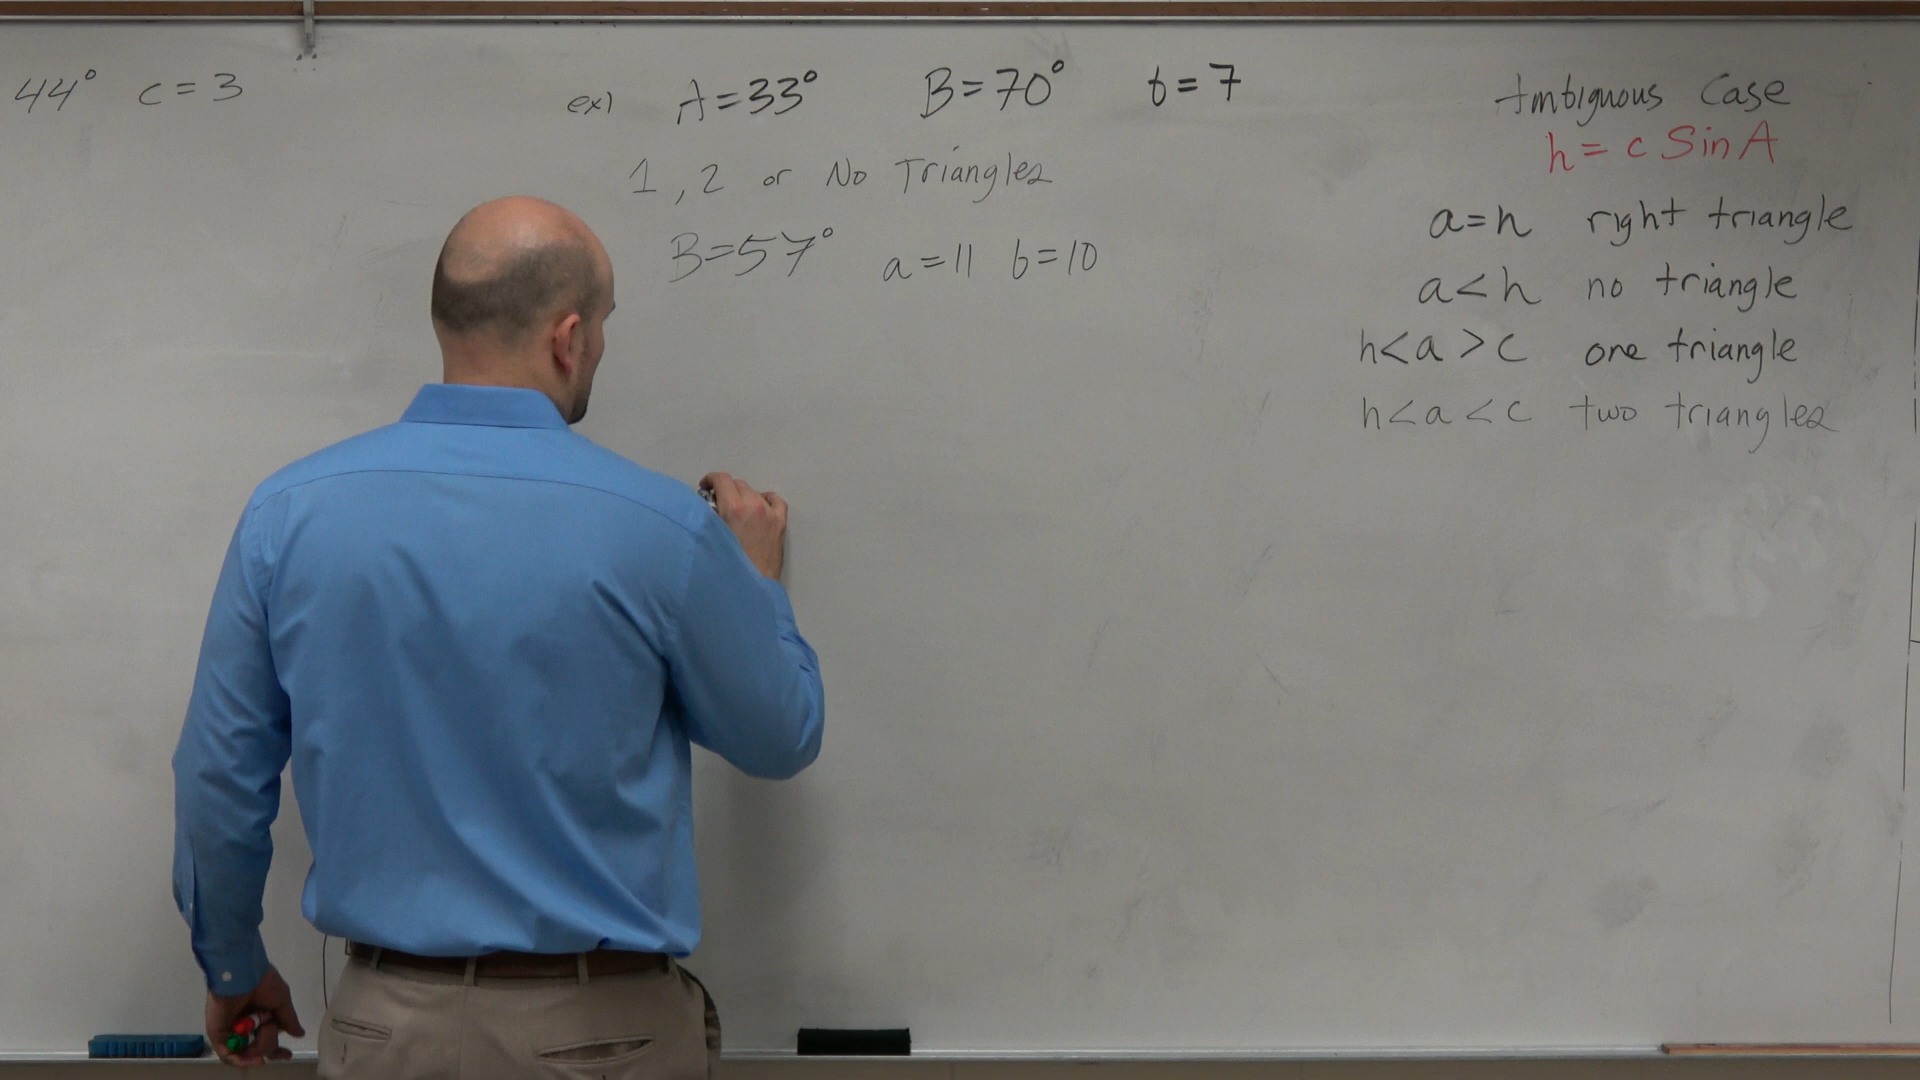 44° c = 3
ex) A = 33° B = 70° b = 7
1, 2 or No Triangles
B = 57° a = 11 b = 10
Ambiguous Case
h = c Sin A
a = h right triangle
a < h no triangle
h < a > c one triangle
h < a < c two triangles